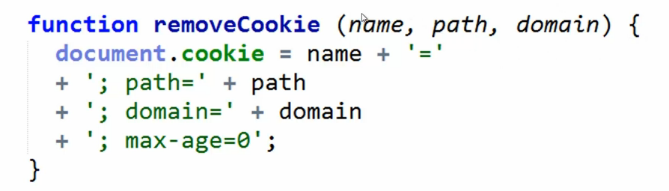 function removeCookie (name, path, domain) {
  document.cookie = name + '='
  + '; path=' + path
  + '; domain=' + domain
  + '; max-age=0';
}